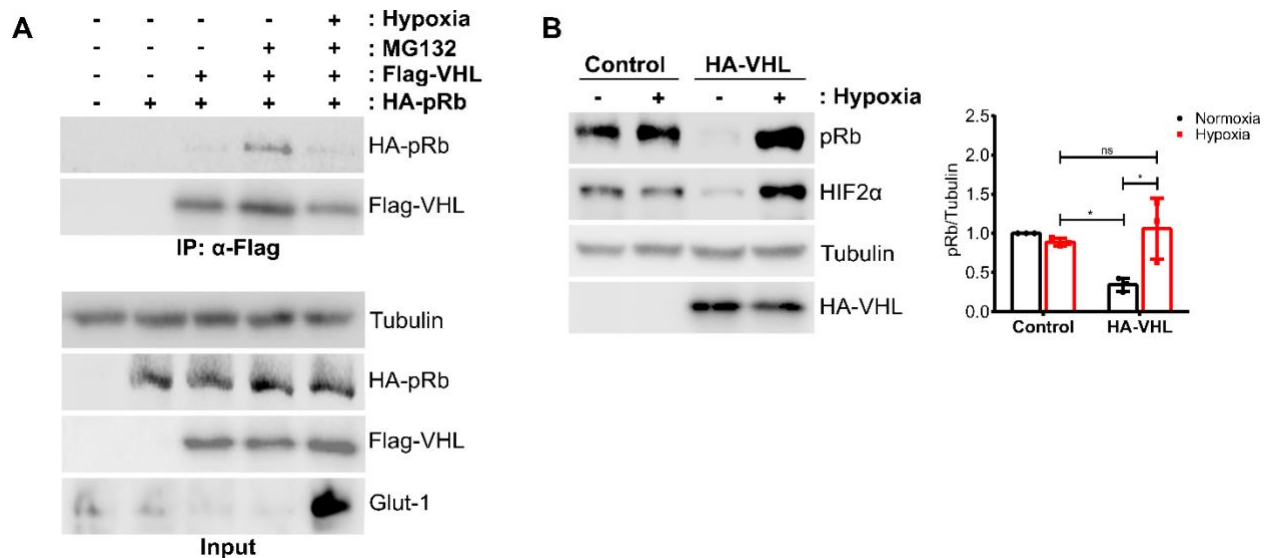 A
- - - - + : Hypoxia
- - - + + : MG132
- - + + + : Flag-VHL
- + + + + : HA-pRb
HA-pRb
Flag-VHL
IP: α-Flag
Tubulin
HA-pRb
Flag-VHL
Glut-1
Input
B
Control HA-VHL
- + - + : Hypoxia
pRb
HIF2α
Tubulin
HA-VHL
Normoxia
Hypoxia
pRb/Tubulin
2.5
2.0
1.5
1.0
0.5
0.0
ns
*
*
Control HA-VHL